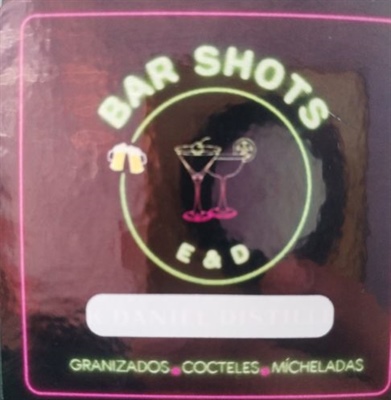 BAR SHOTS
E & D
GRANIZADOS.COCTELES.MÍCHELADAS